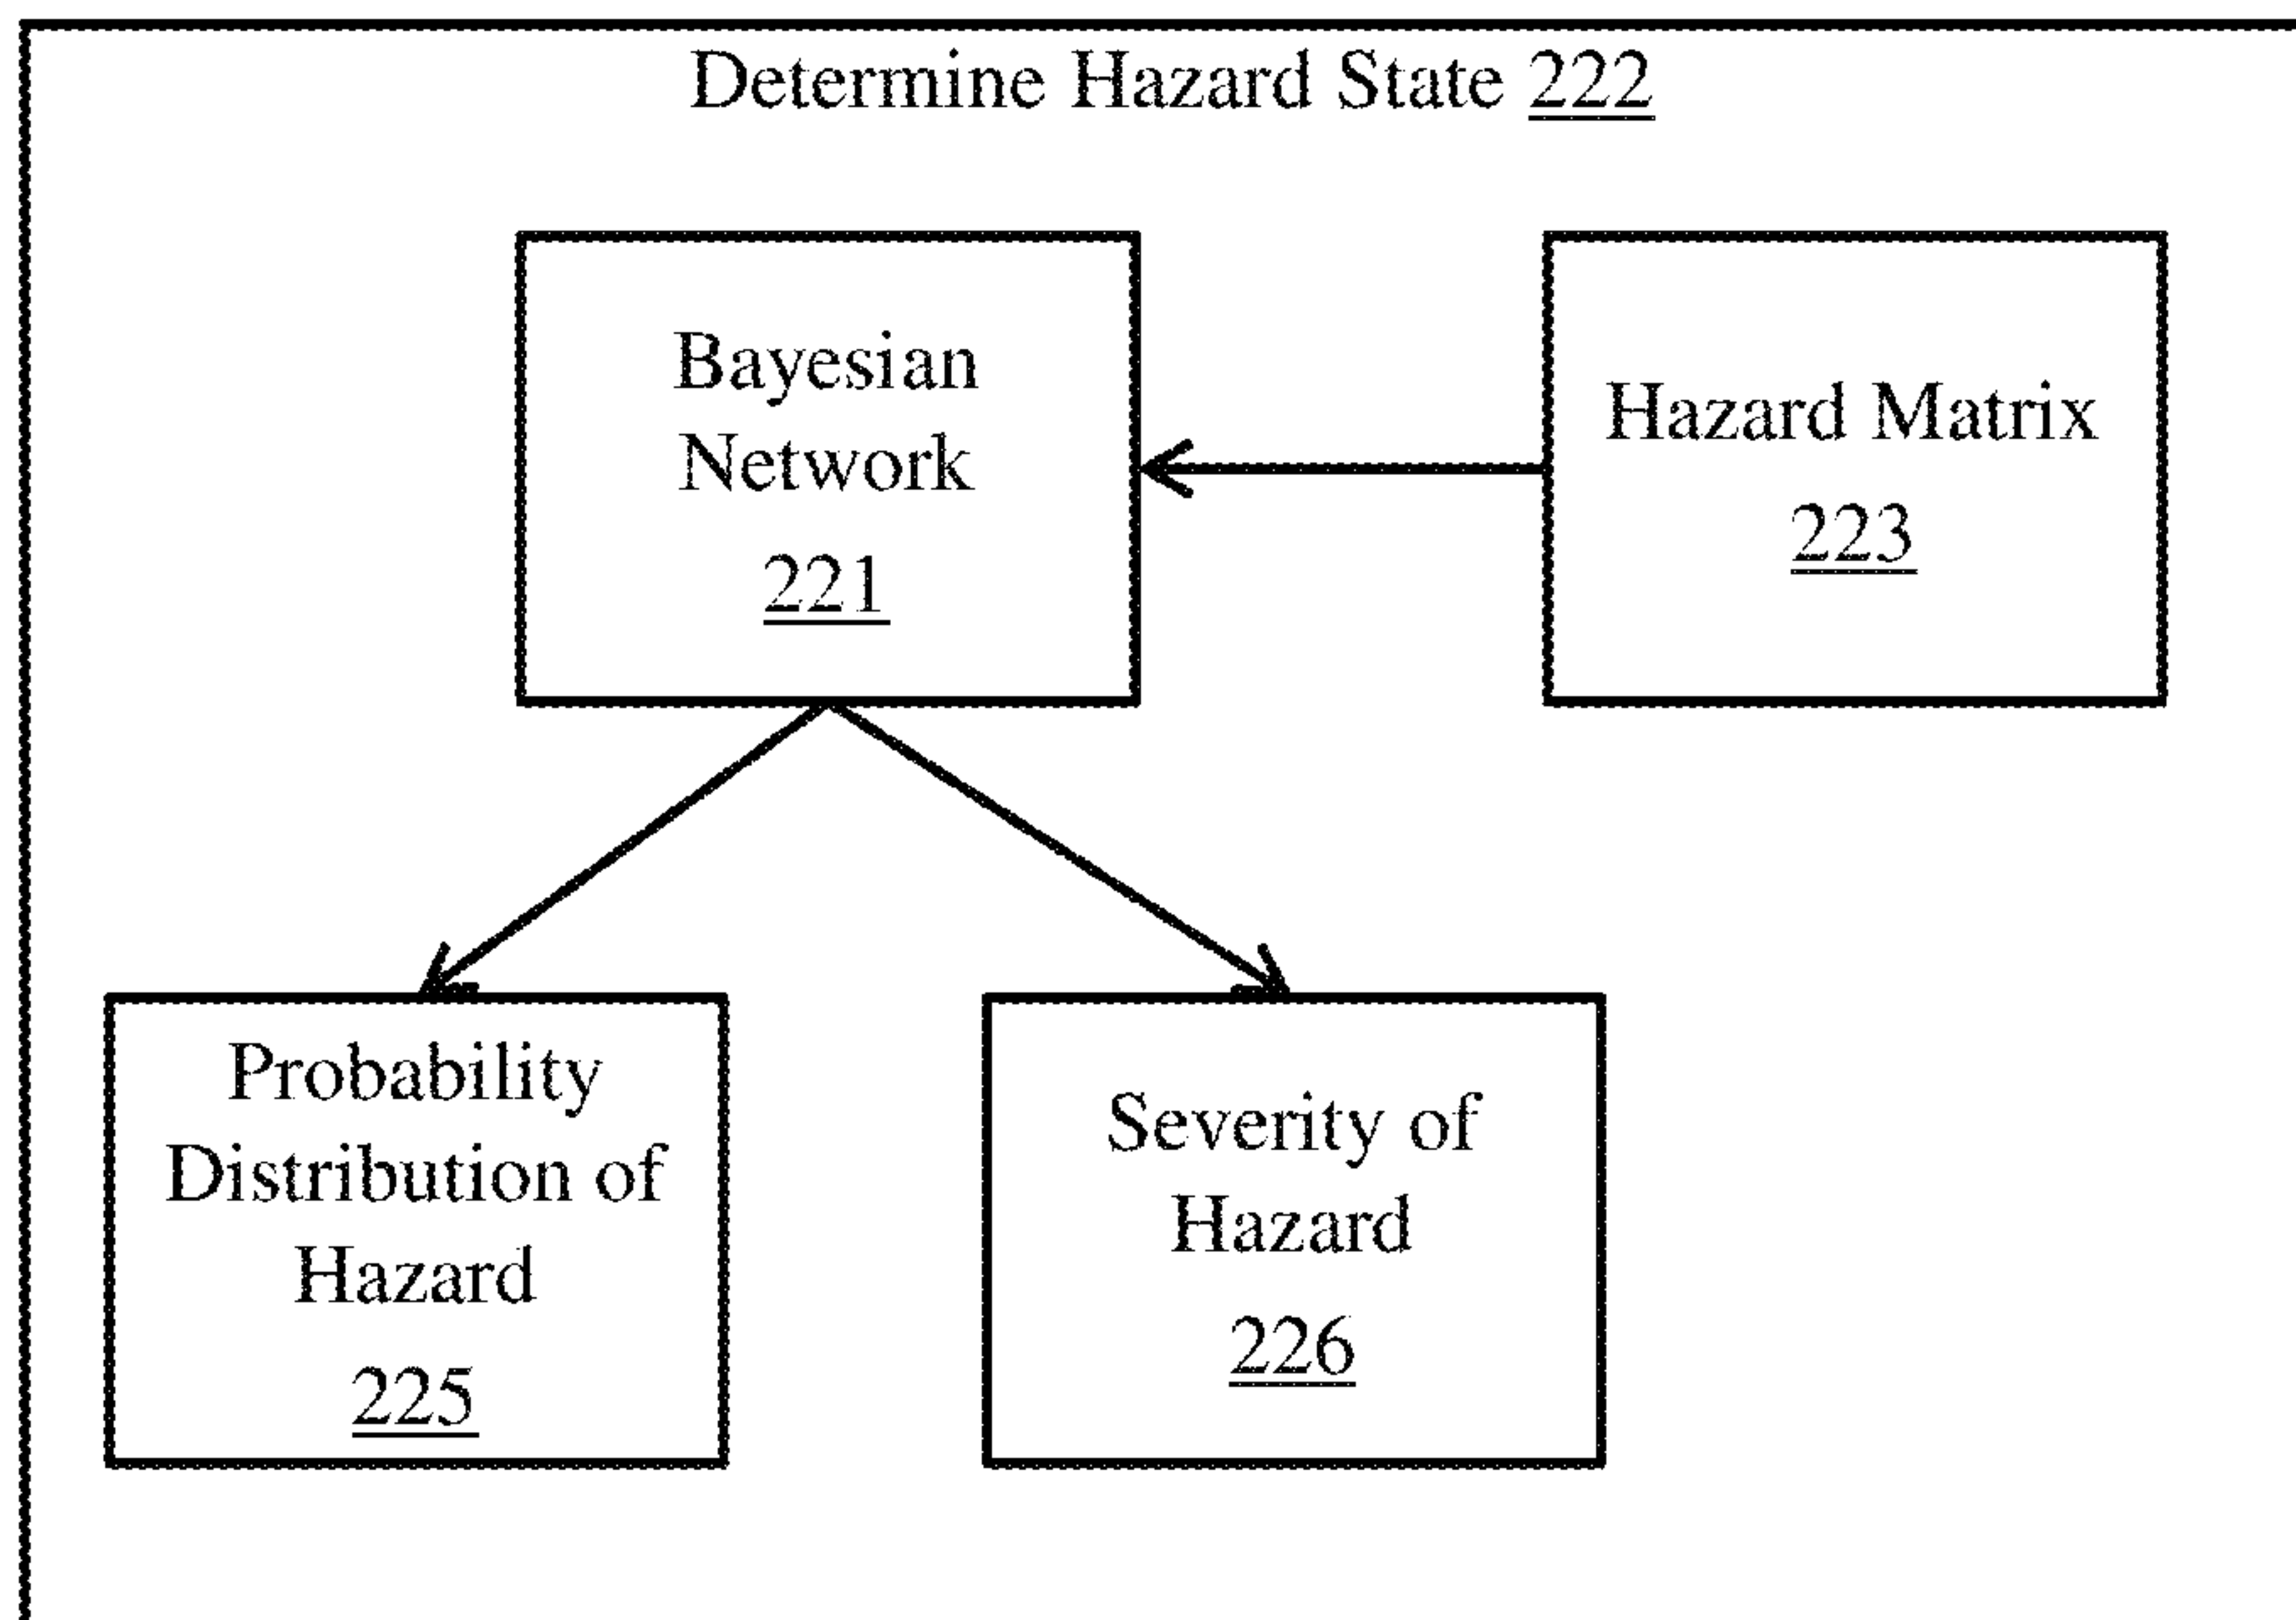 Determine Hazard State 222
Bayesian
Network
221
Hazard Matrix
223
Probability
Distribution of
Hazard
225
Severity of
Hazard
226